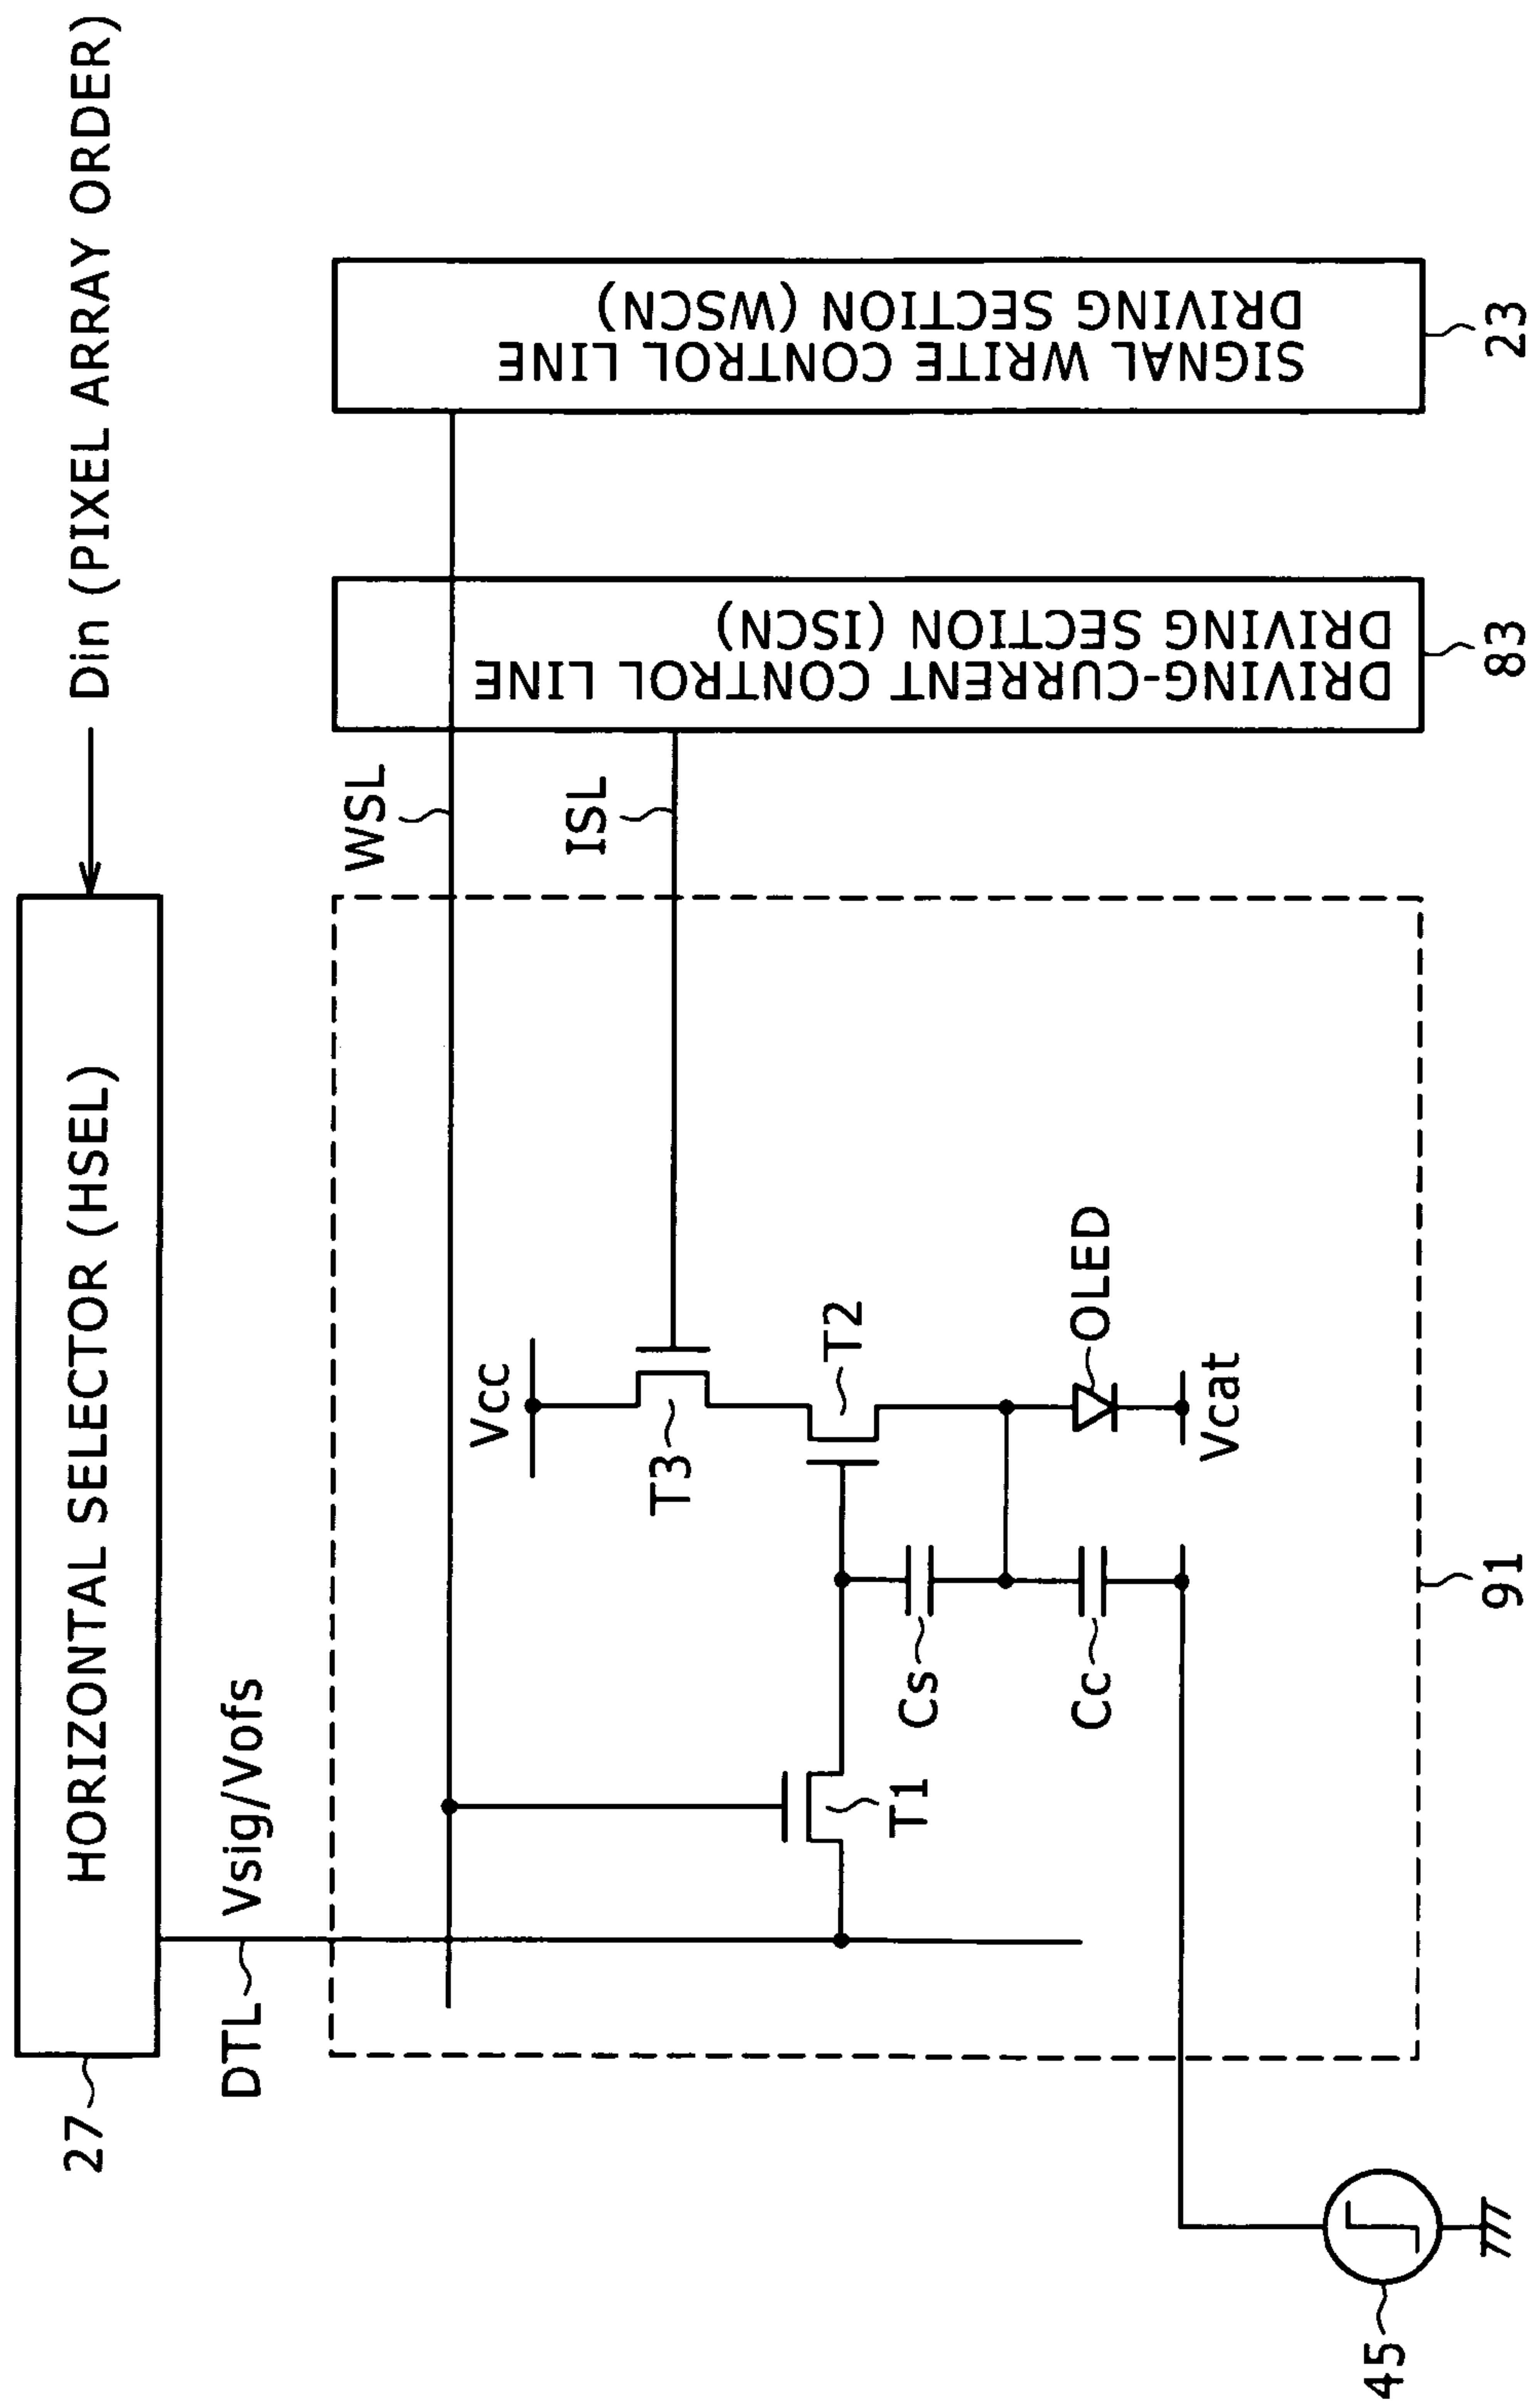 27
HORIZONTAL SELECTOR (HSEL)
Din (PIXEL ARRAY ORDER)
DTL
Vsig/Vofs
WSL
ISL
Vcc
T3
T2
T1
Cs
Cc
OLED
Vcat
DRIVING-CURRENT CONTROL LINE
DRIVING SECTION (ISCN)
SIGNAL WRITE CONTROL LINE
DRIVING SECTION (WSCN)
45
91
83
23